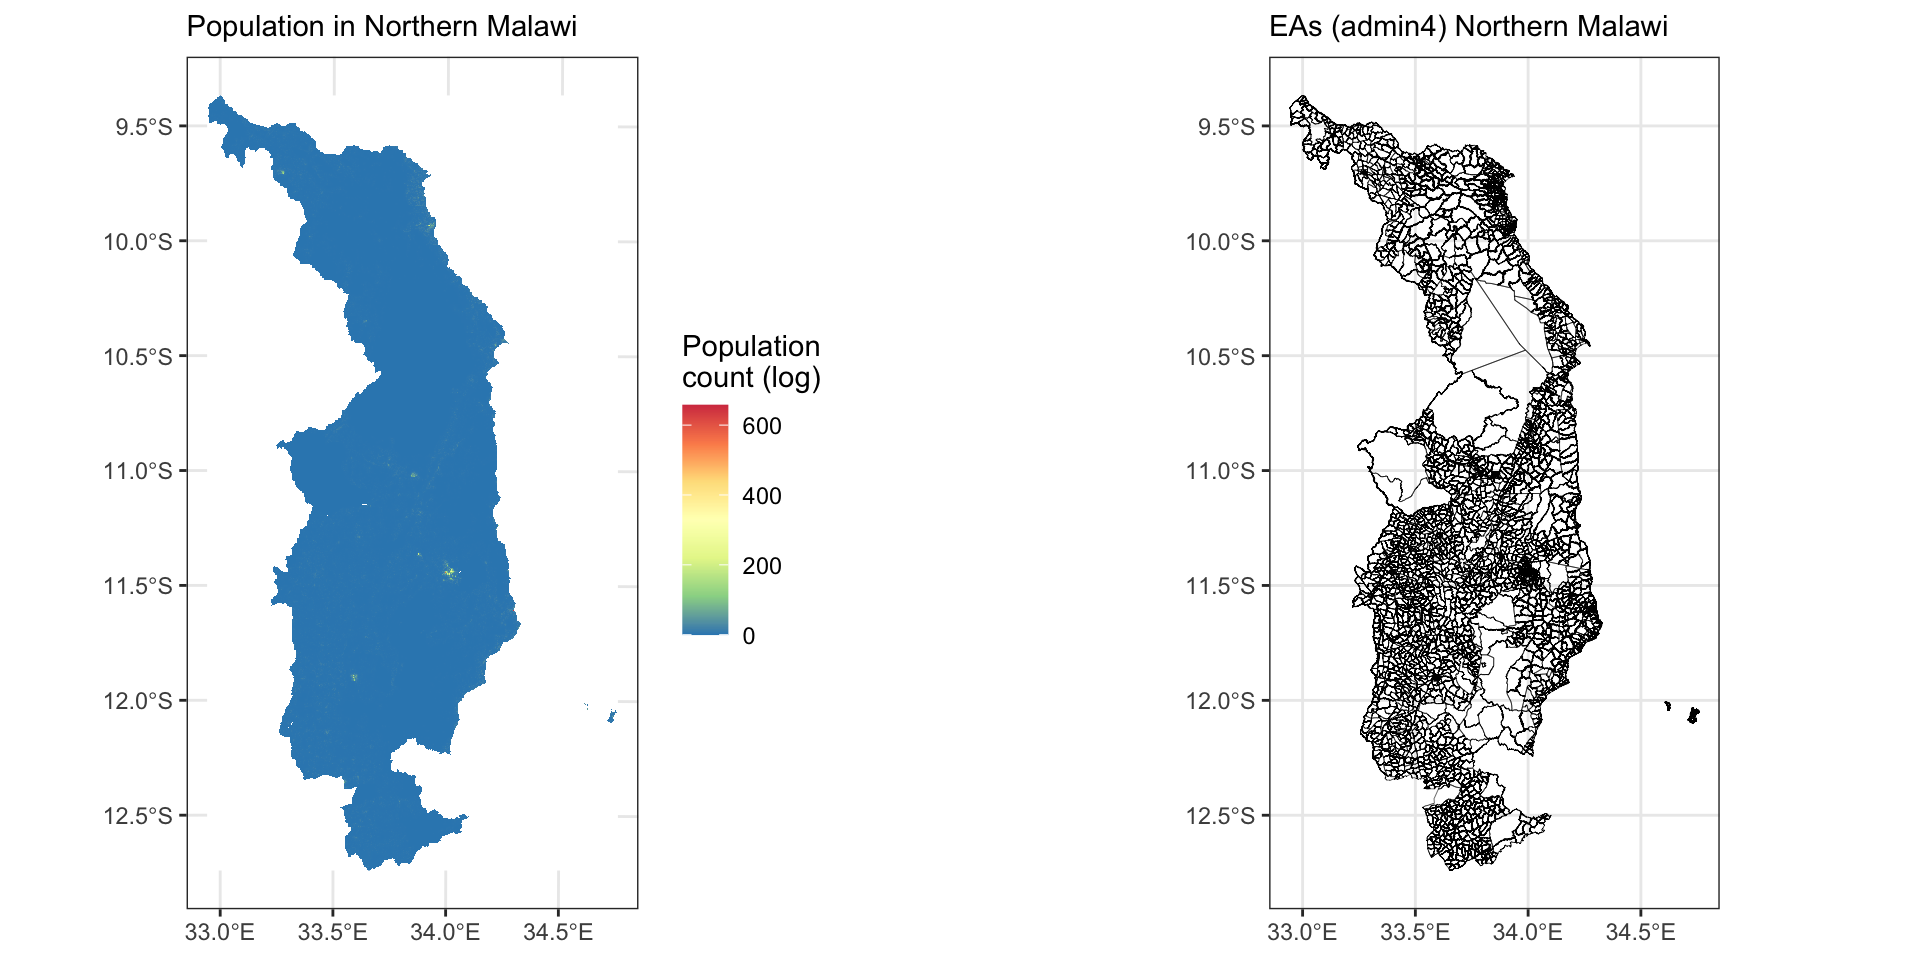 Population in Northern Malawi
9.5°S
10.0°S
10.5°S
11.0°S
11.5°S
12.0°S
12.5°S
33.0°E 33.5°E 34.0°E 34.5°E
Population
count (log)
600
400
200
0
EAs (admin4) Northern Malawi
9.5°S
10.0°S
10.5°S
11.0°S
11.5°S
12.0°S
12.5°S
33.0°E 33.5°E 34.0°E 34.5°E